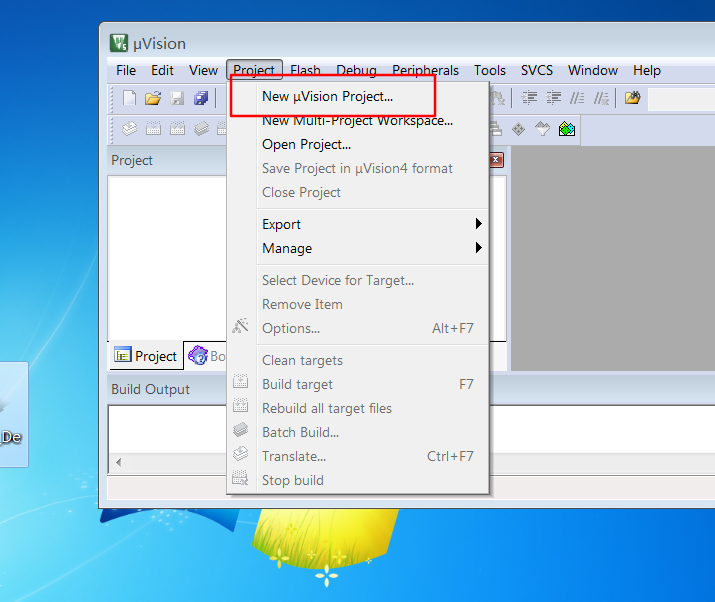 µVision
File Edit View Project Flash Debug Peripherals Tools SVCS Window Help
New µVision Project...
New Multi-Project Workspace...
Open Project...
Save Project in µVision4 format
Close Project
Export
Manage
Select Device for Target...
Remove Item
Options... Alt+F7
Clean targets
Build target F7
Rebuild all target files
Batch Build...
Translate... Ctrl+F7
Stop build
Project
Project Bo
Build Output
De